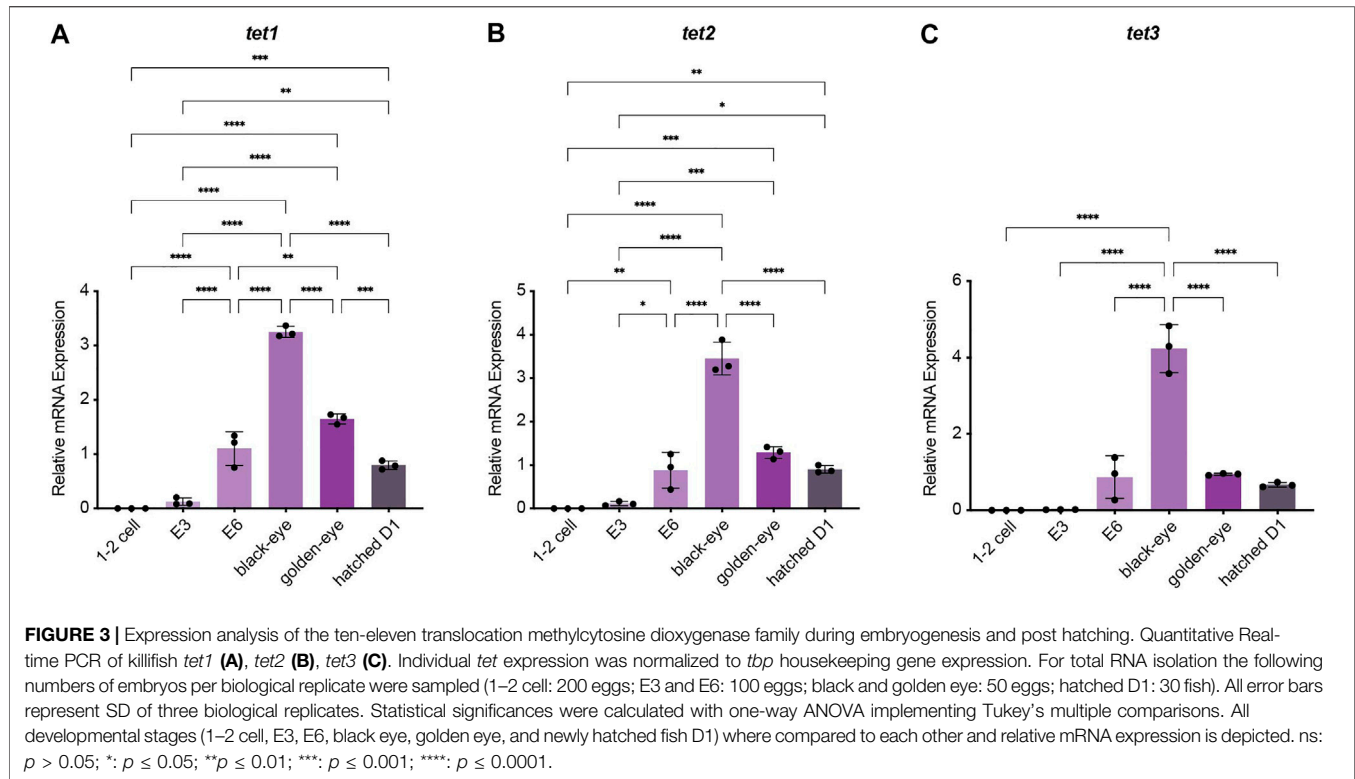 A
tet1
***
**
****
****
****
****
****
****
**
****
****
****
***
Relative mRNA Expression
4
3
2
1
0
1-2 cell
E3
E6
black-eye
golden-eye
hatched D1
B
tet2
**
*
***
***
****
****
**
****
*
****
****
Relative mRNA Expression
5
4
3
2
1
0
1-2 cell
E3
E6
black-eye
golden-eye
hatched D1
C
tet3
****
****
****
****
****
Relative mRNA Expression
6
4
2
0
1-2 cell
E3
E6
black-eye
golden-eye
hatched D1
FIGURE 3 | Expression analysis of the ten-eleven translocation methylcytosine dioxygenase family during embryogenesis and post hatching. Quantitative Real-
time PCR of killifish tet1 (A), tet2 (B), tet3 (C). Individual tet expression was normalized to tbp housekeeping gene expression. For total RNA isolation the following
numbers of embryos per biological replicate were sampled (1–2 cell: 200 eggs; E3 and E6: 100 eggs; black and golden eye: 50 eggs; hatched D1: 30 fish). All error bars
represent SD of three biological replicates. Statistical significances were calculated with one-way ANOVA implementing Tukey's multiple comparisons. All
developmental stages (1–2 cell, E3, E6, black eye, golden eye, and newly hatched fish D1) where compared to each other and relative mRNA expression is depicted. ns:
p > 0.05; *: p ≤ 0.05; **p ≤ 0.01; ***: p ≤ 0.001; ****: p ≤ 0.0001.